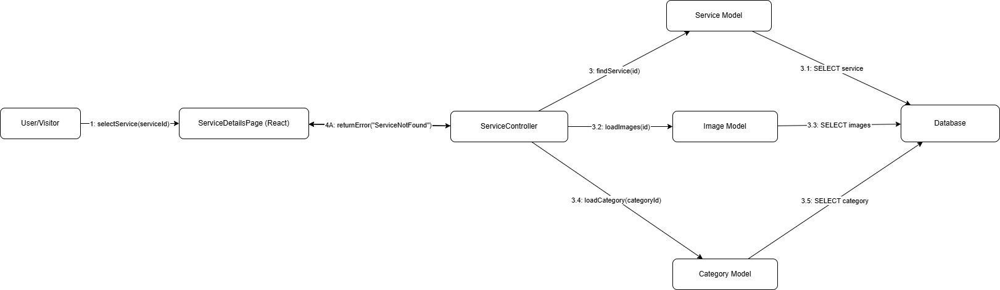 Service Model
3: findService(id)
3.1: SELECT service
User/Visitor
1: selectService(serviceId)
ServiceDetailsPage (React)
4A: returnError("ServiceNotFound")
ServiceController
3.2: loadImages(id)
Image Model
3.3: SELECT images
Database
3.4: loadCategory(categoryId)
3.5: SELECT category
Category Model